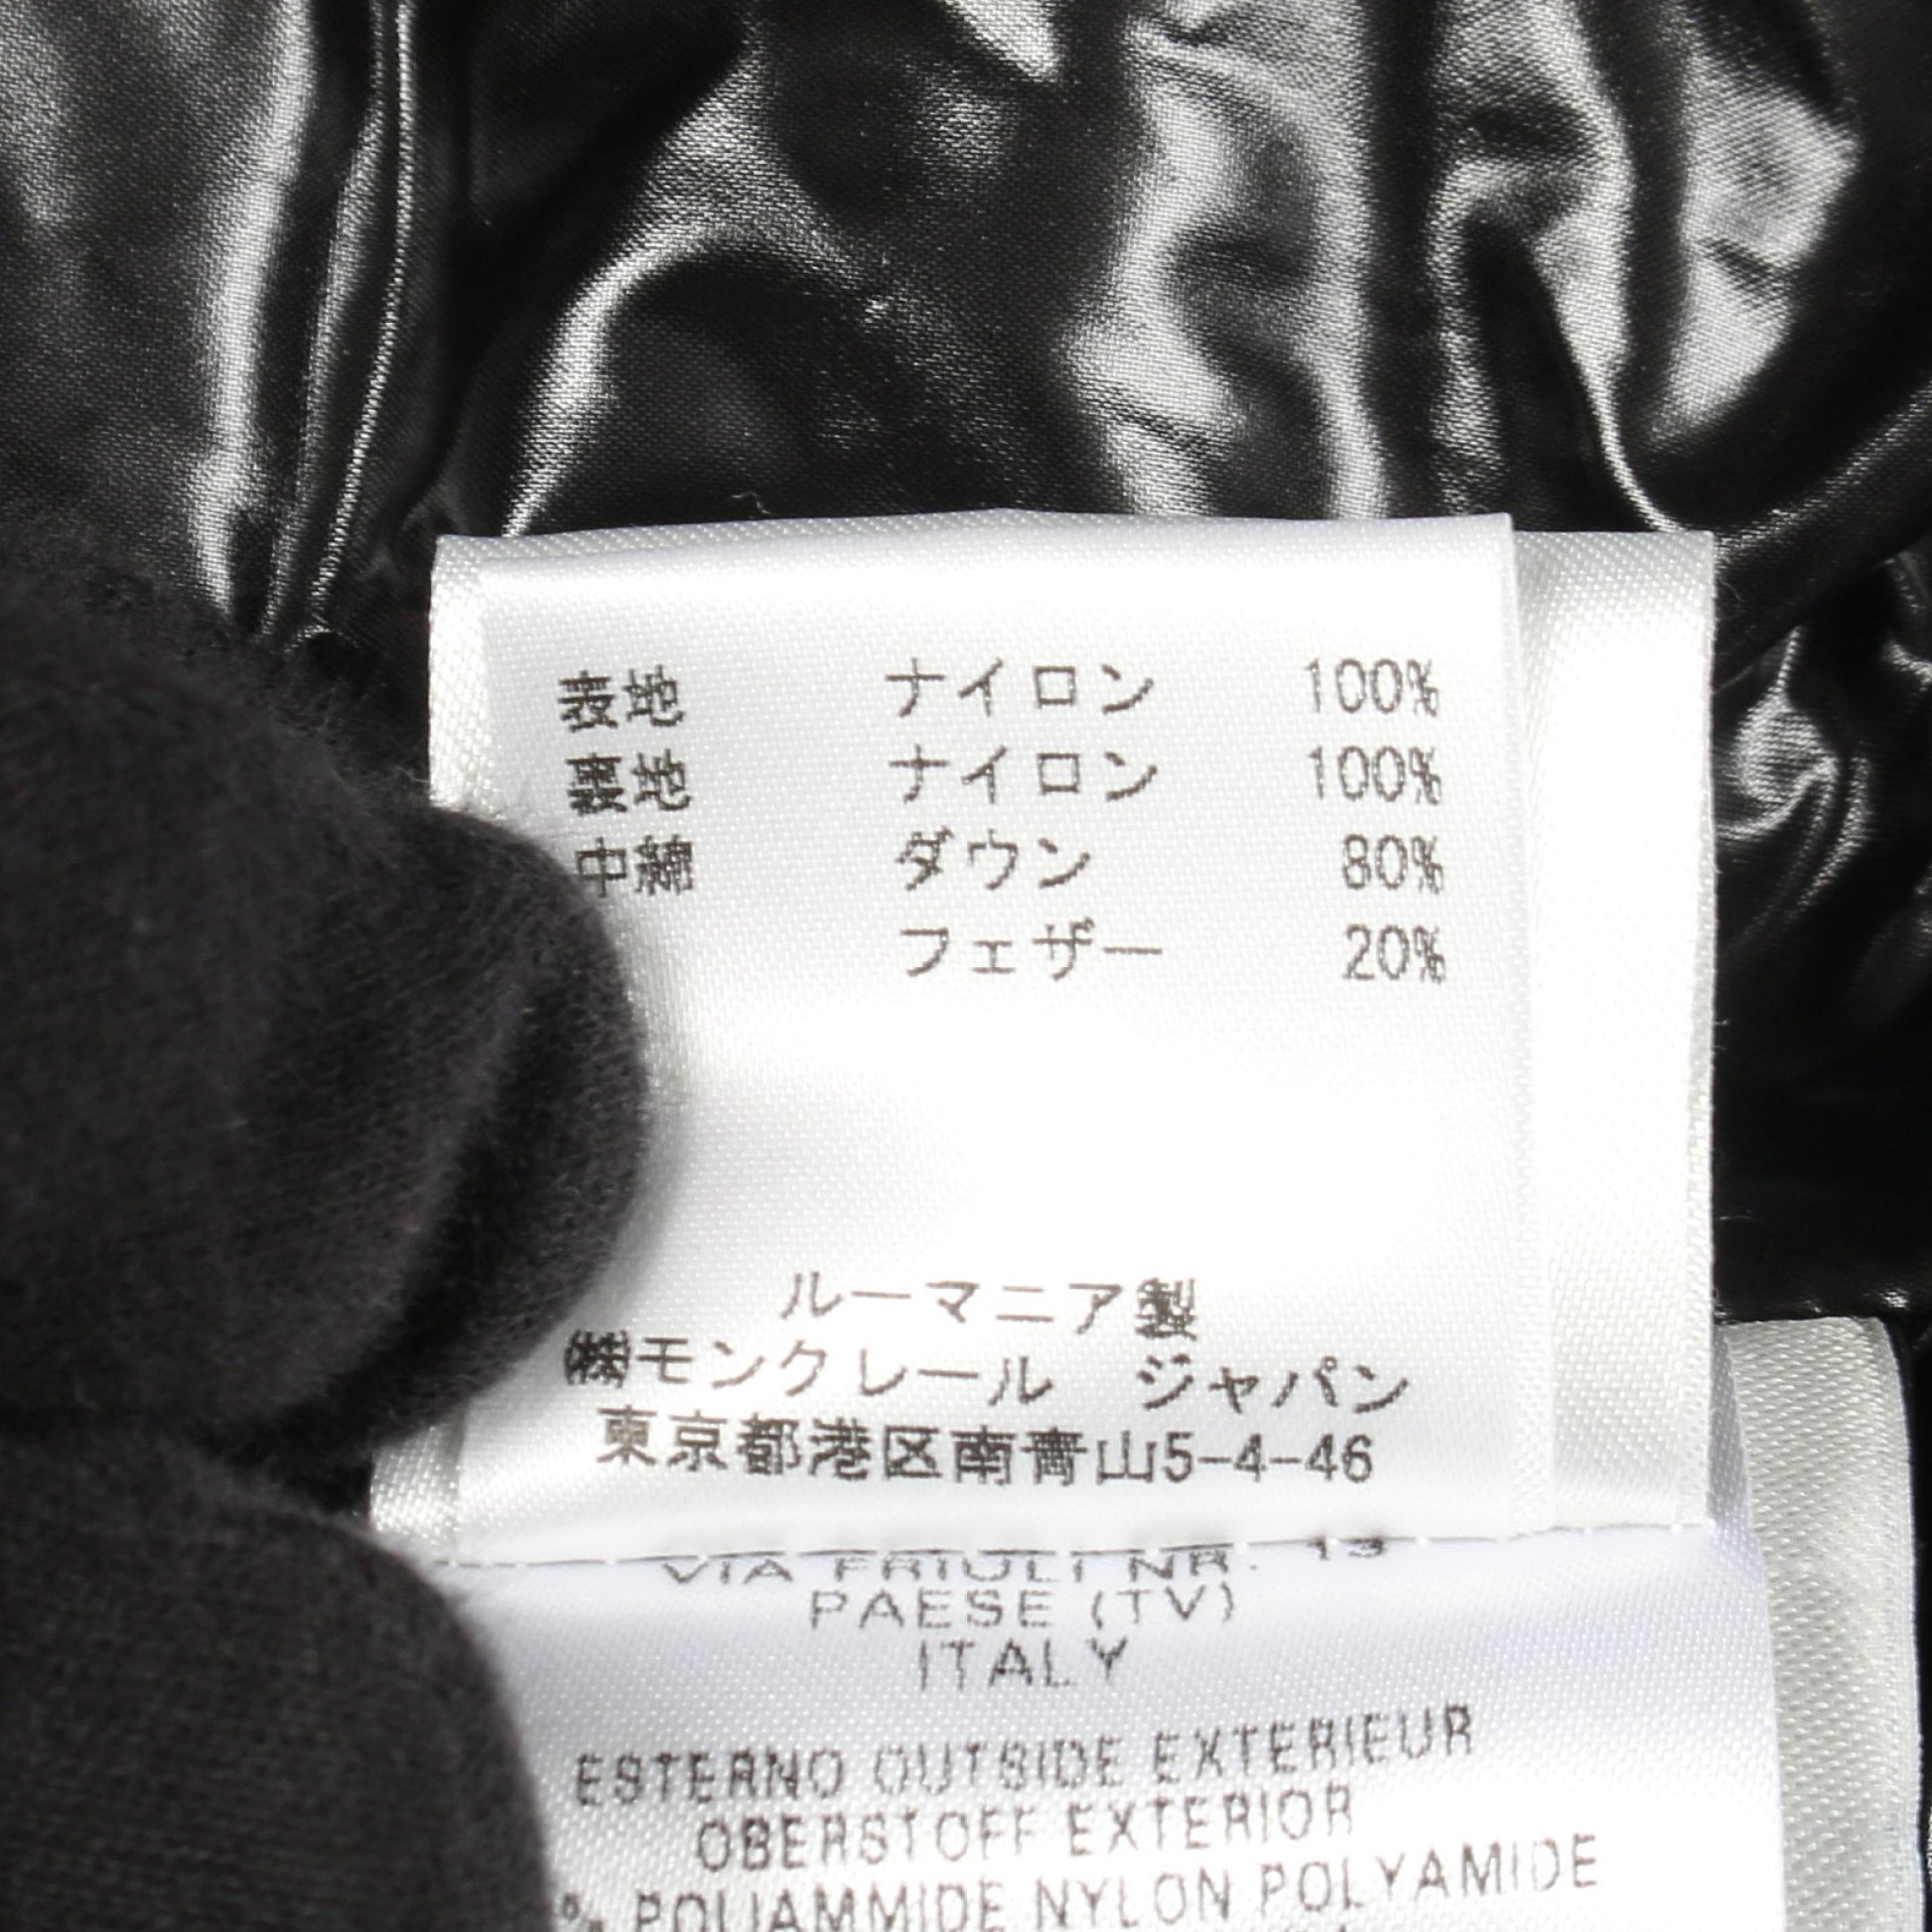 表地 ナイロン 100%
裏地 ナイロン 100%
中綿 ダウン 80%
フェザー 20%
ルーマニア製
㈱モンクレール ジャパン
東京都港区南青山5-4-46
VIA FRIULI NR. 13
PAESE (TV)
ITALY
ESTERNO OUTSIDE EXTERIEUR
OBERSTOFF EXTERIOR
% POLIAMMIDE NYLON POLYAMIDE